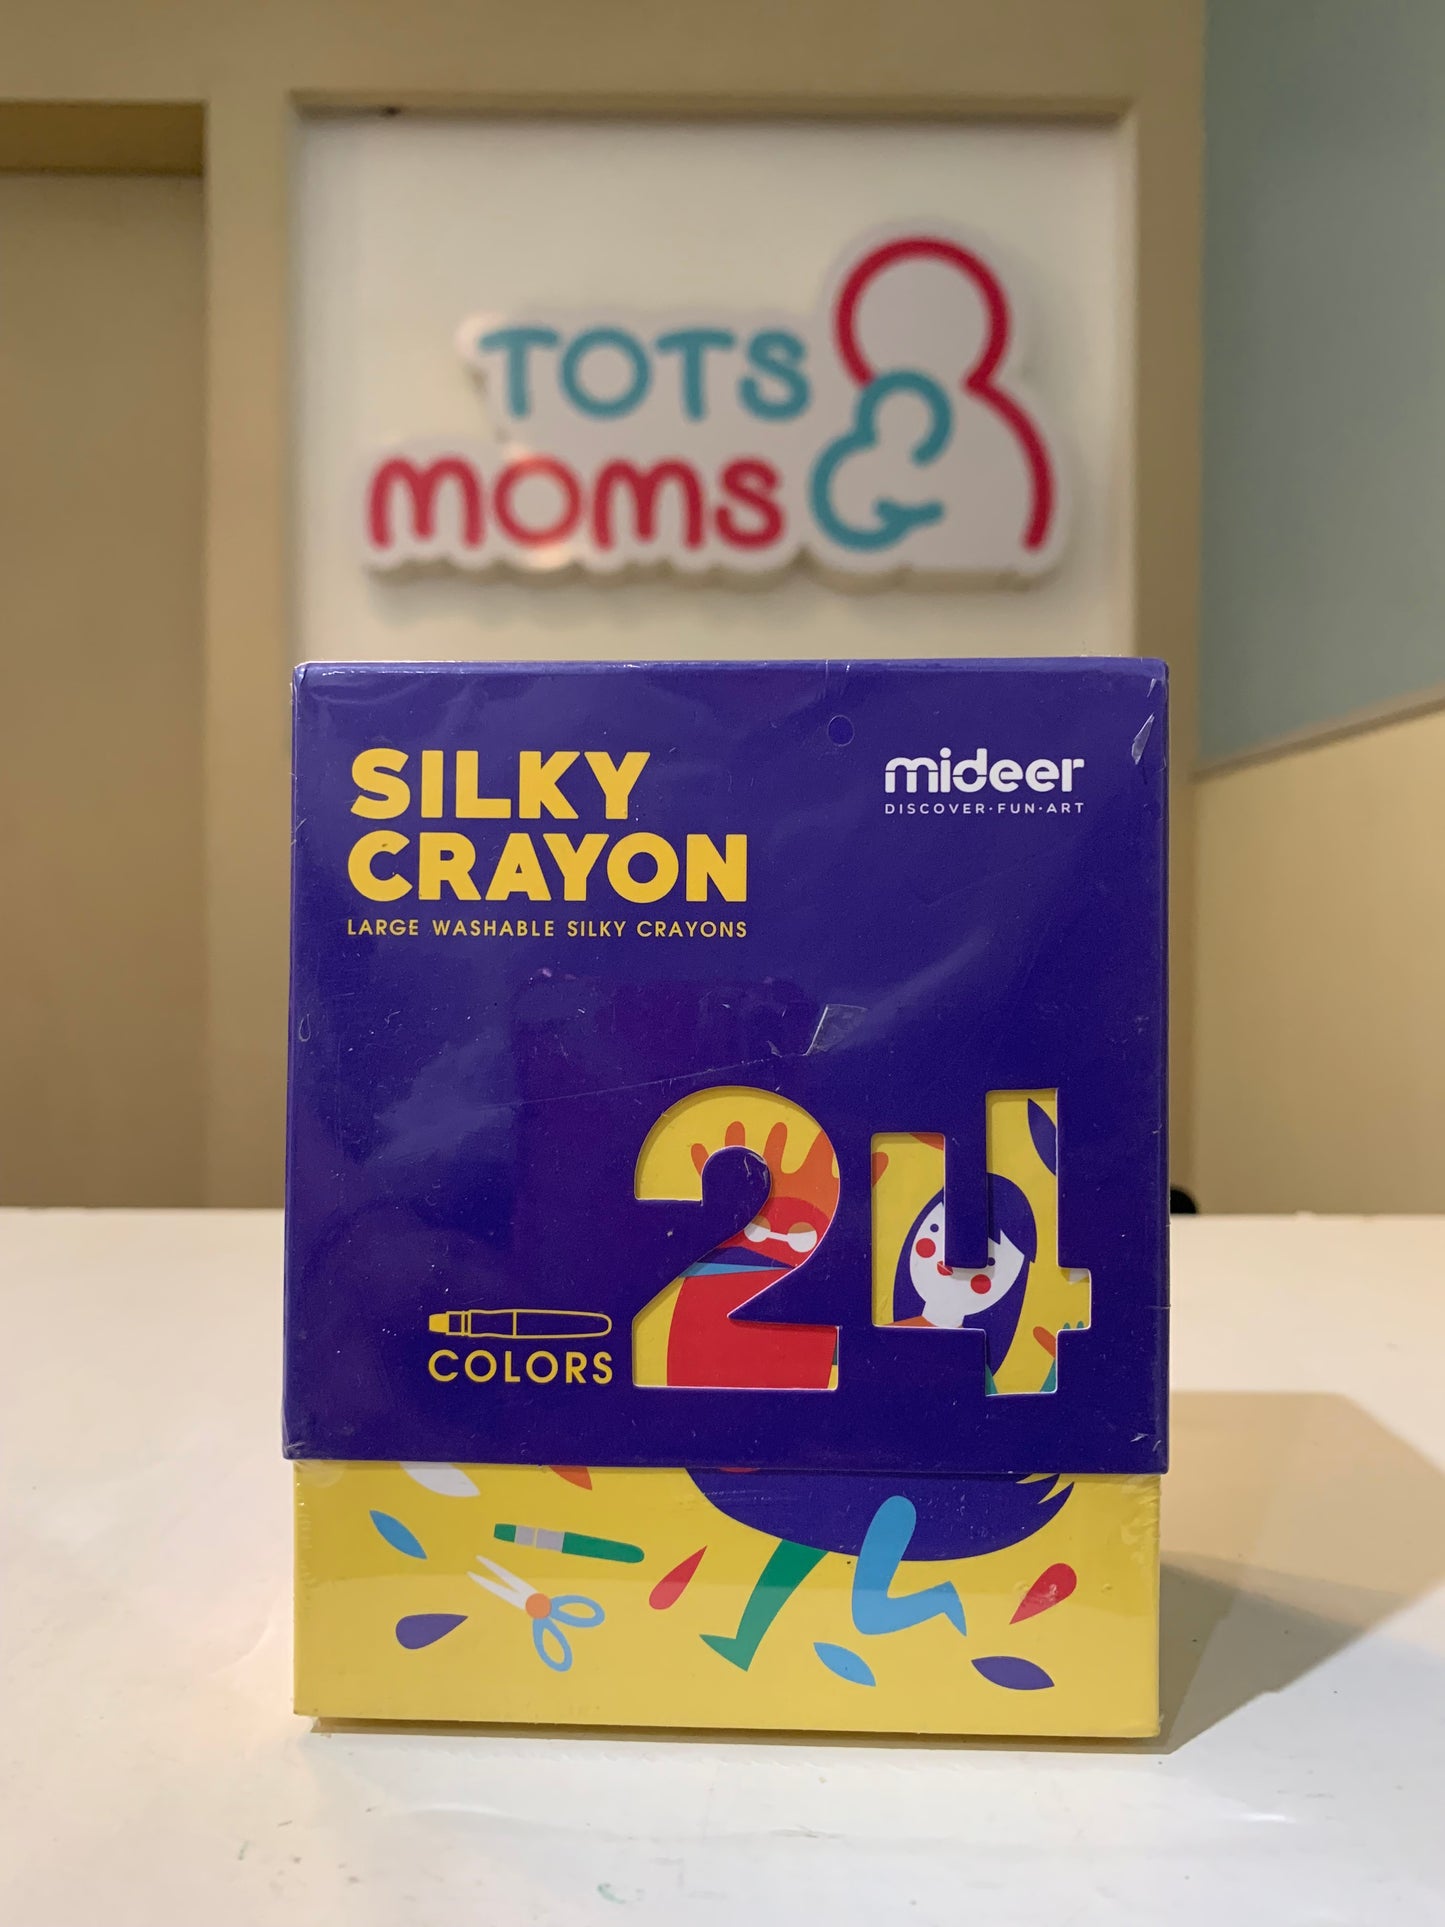 TOTS
MOMS
SILKY
CRAYON
LARGE WASHABLE SILKY CRAYONS
mideer
DISCOVER·FUN·ART
24
COLORS